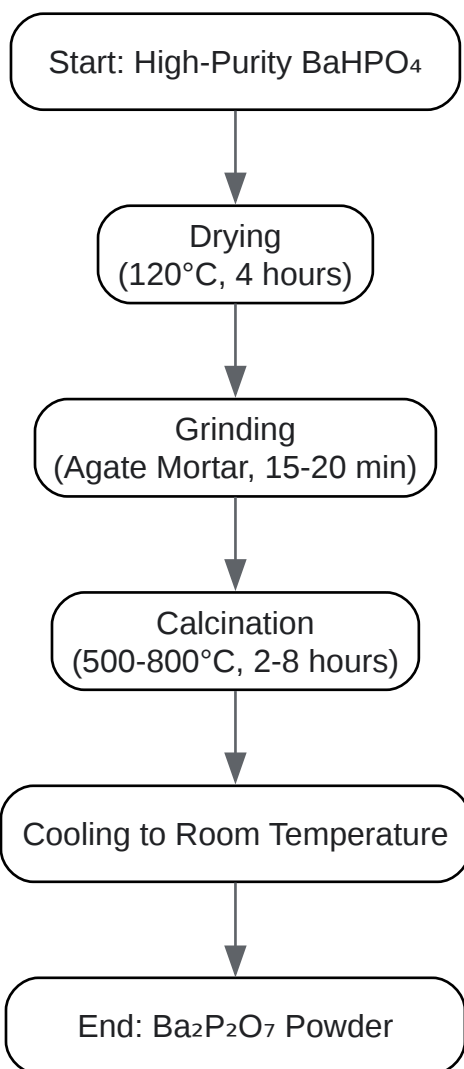 Start: High-Purity BaHPO₄
Drying
(120°C, 4 hours)
Grinding
(Agate Mortar, 15-20 min)
Calcination
(500-800°C, 2-8 hours)
Cooling to Room Temperature
End: Ba₂P₂O₇ Powder